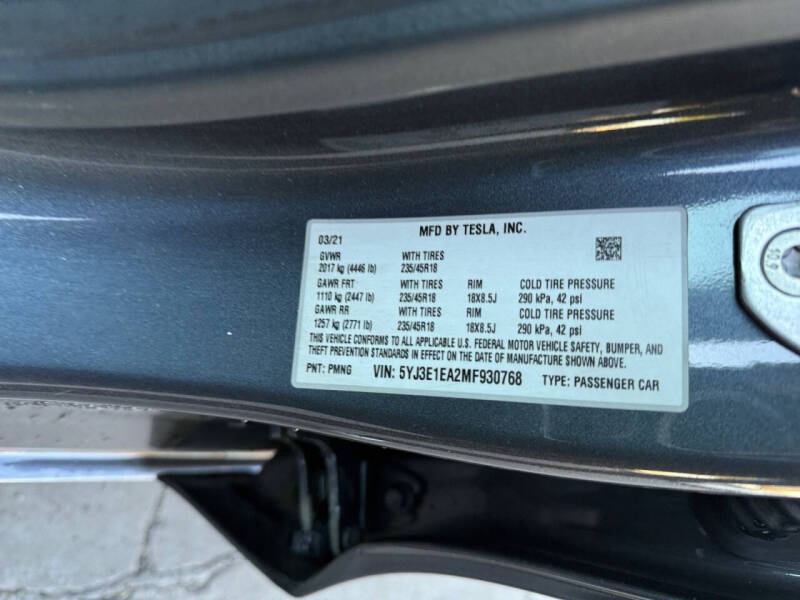 MFD BY TESLA, INC.
03/21
GVWR WITH TIRES
2017 kg (4446 lb) 235/45R18
GAWR FRT WITH TIRES RIM COLD TIRE PRESSURE
1110 kg (2447 lb) 235/45R18 18X8.5J 290 kPa, 42 psi
GAWR RR WITH TIRES RIM COLD TIRE PRESSURE
1257 kg (2771 lb) 235/45R18 18X8.5J 290 kPa, 42 psi
THIS VEHICLE CONFORMS TO ALL APPLICABLE U.S. FEDERAL MOTOR VEHICLE SAFETY, BUMPER, AND
THEFT PREVENTION STANDARDS IN EFFECT ON THE DATE OF MANUFACTURE SHOWN ABOVE.
PNT: PMNG VIN: 5YJ3E1EA2MF930768 TYPE: PASSENGER CAR